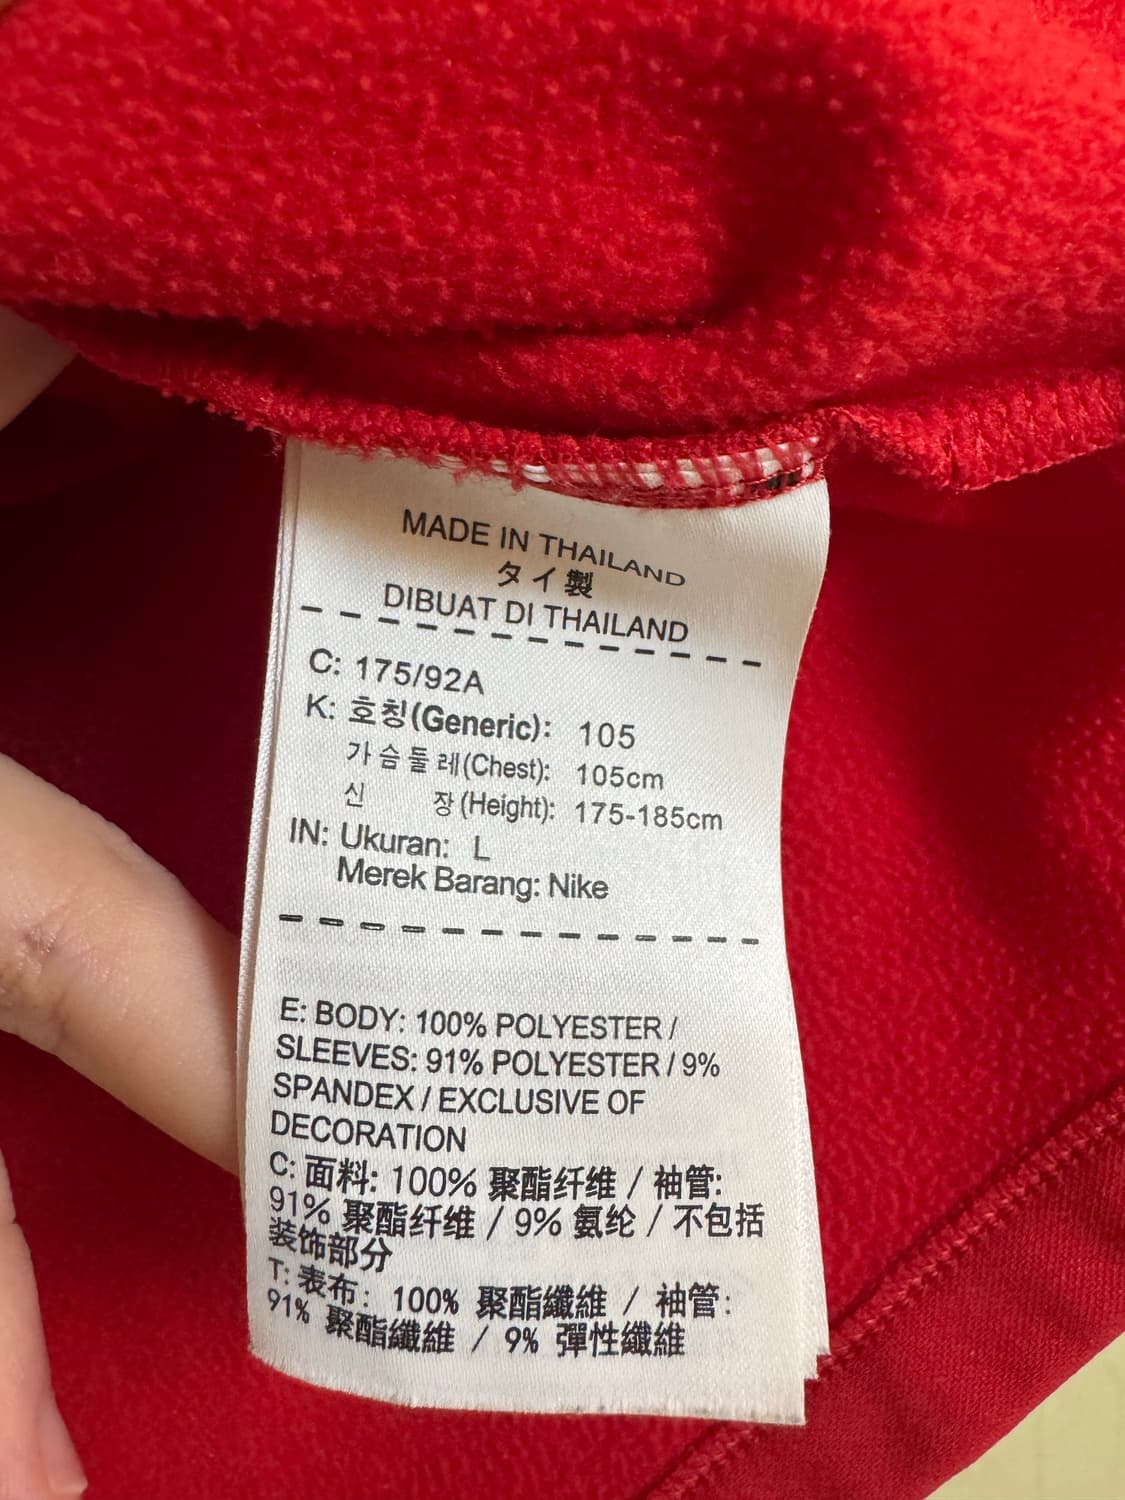 MADE IN THAILAND
タイ製
DIBUAT DI THAILAND
C: 175/92A
K: 호칭(Generic): 105
가슴둘레(Chest): 105cm
신 장(Height): 175-185cm
IN: Ukuran: L
Merek Barang: Nike
E: BODY: 100% POLYESTER /
SLEEVES: 91% POLYESTER / 9%
SPANDEX / EXCLUSIVE OF
DECORATION
C: 面料: 100% 聚酯纤维 / 袖管:
91% 聚酯纤维 / 9% 氨纶 / 不包括
装饰部分
T: 表布: 100% 聚酯纖維 / 袖管:
91% 聚酯纖維 / 9% 彈性纖維